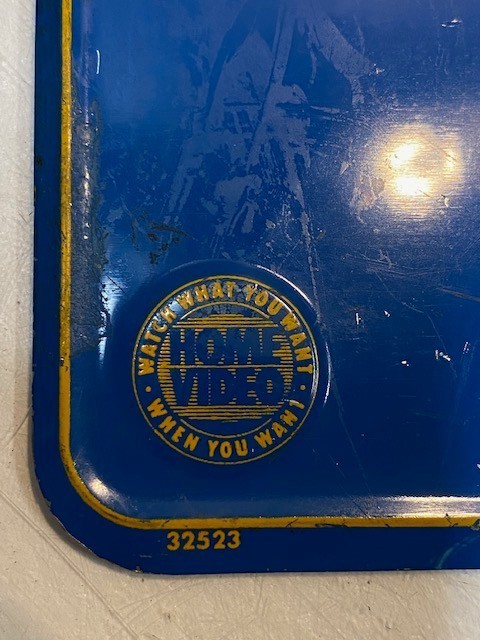 WATCH WHAT YOU WANT
HOME
VIDEO
· WHEN YOU WANT ·
32523